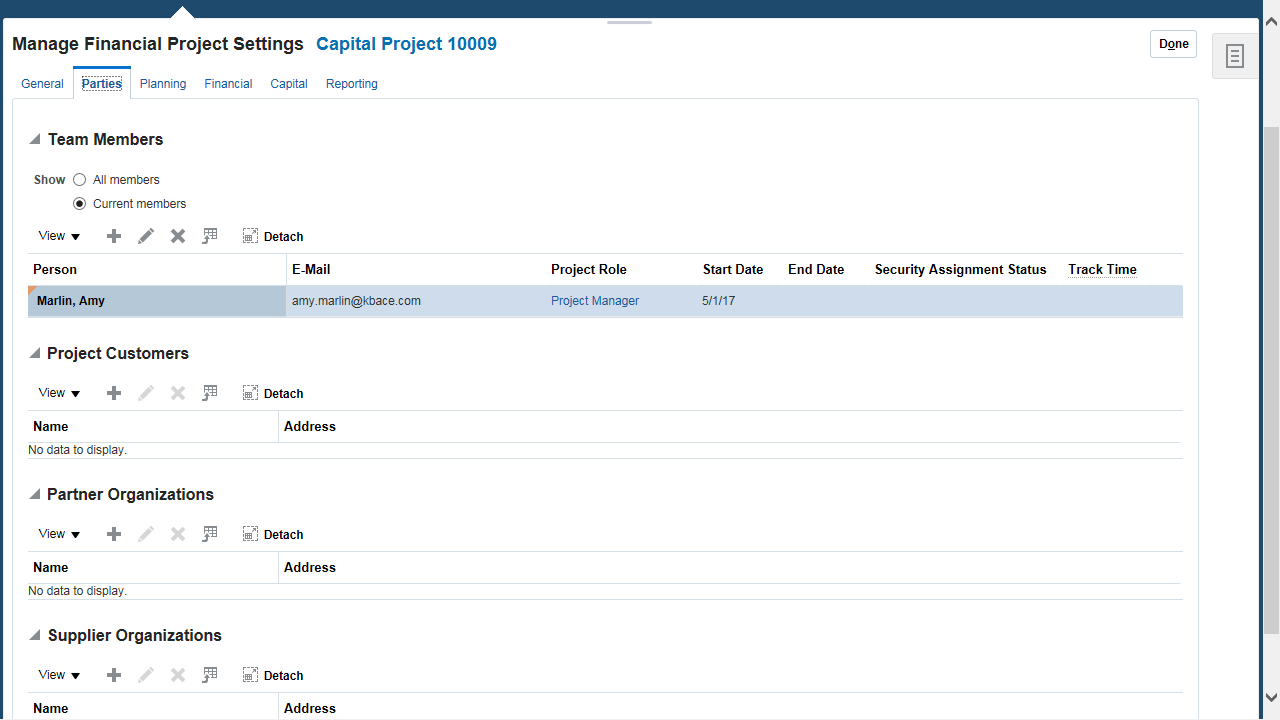 Manage Financial Project Settings Capital Project 10009
Done
General Parties Planning Financial Capital Reporting
Team Members
Show All members
Current members
View Detach
Person E-Mail Project Role Start Date End Date Security Assignment Status Track Time
Marlin, Amy amy.marlin@kbace.com Project Manager 5/1/17
Project Customers
View Detach
Name Address
No data to display.
Partner Organizations
View Detach
Name Address
No data to display.
Supplier Organizations
View Detach
Name Address